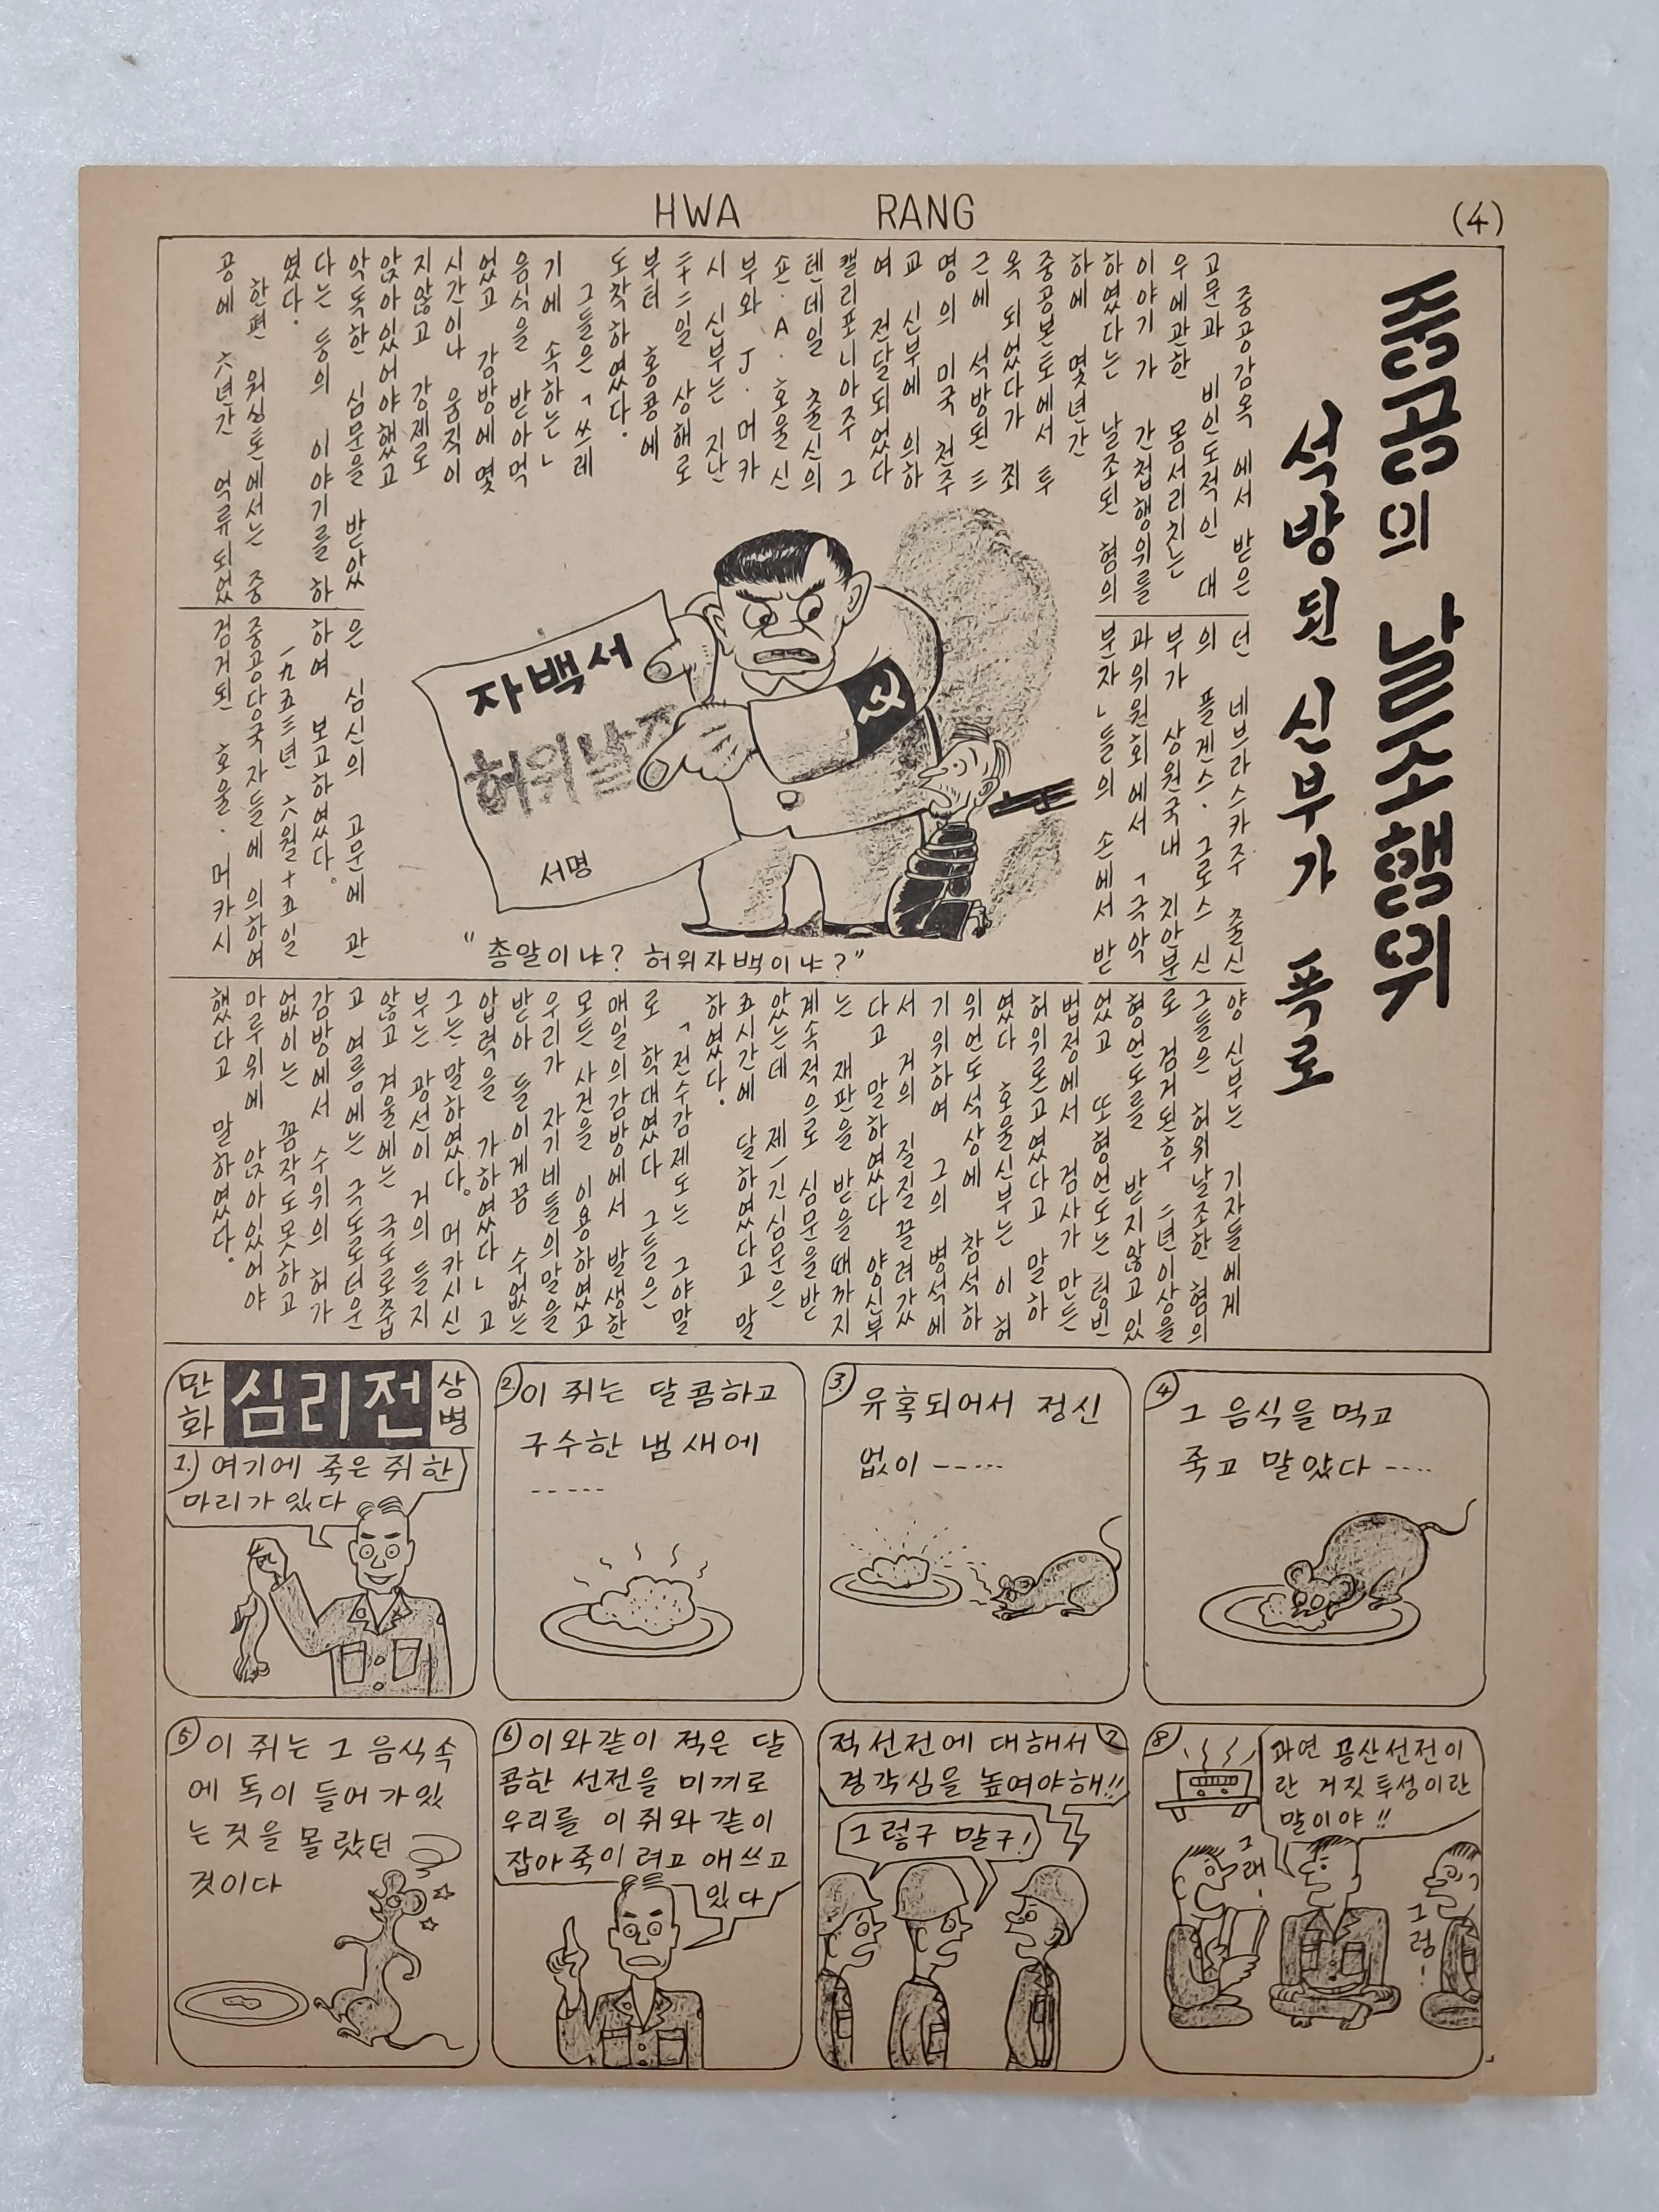 HWA RANG
(4)
중공의 날조행위
석방된 신부가 폭로
중공감옥 에서 받은
고문과 비인도적인 대
우에관한 몸서리치는
이야기가 간첩행위를
하였다는 날조된 혐의
하에 몇년간
중공본토에서 투
옥 되었다가 최
근에 석방된 三
명의 미국 천주
교 신부에 의하
여 전달되었다
캘리포니아주 그
텐데일 출신의
쇼·A·호울 신
부와 J·머카
시 신부는 지난
二十二일 상해로
부터 홍콩에
도착하였다.
그들은 「쓰레
기에 속하는」
음식을 받아먹
었고 감방에 몇
시간이나 움직이
지않고 강제로
앉아있어야했고
악독한 심문을 받았
다는 등의 이야기를 하
였다.
한편 워싱톤에서는 중
공에 六년간 억류되었
던 네브라스카주 출신
의 플겐스·그로스 신
부가 상원국내 치안분
과위원회에서 「극악
분자」들의 손에서 받
은 심신의 고문에 관
하여 보고하였다.
一九五三년 六월十五일
중공당국자들에 의하여
검거된 호울·머카시
양 신부는 기자들에게
그들은 허위날조한 혐의
로 검거된후 二년이상을
형언도를 받지않고 있
었고 또형언도는 텅빈
법정에서 검사가 만든
허위론고였다고 말하
였다 호울신부는 이 허
위언도석상에 참석하
기위하여 그의 병석에
서 거의 질질끌려갔
다고 말하였다 양신부
는 재판을 받을때까지
계속적으로 심문을받
았는데 제一긴심문은
五시간에 달하였다고 말
하였다.
「전수감제도는 그야말
로 학대였다 그들은
매일의감방에서 발생한
모든 사건을 이용하였고
우리가 자기네들의말을
받아 들이게끔 수없는
압력을 가하였다」고
그는 말하였다. 머카시신
부는 광선이 거의 들지
않고 겨울에는 극도로춥
고 여름에는 극도로더운
감방에서 수위의 허가
없이는 꼼작도못하고
마루위에 앉아있어야
했다고 말하였다.
자백서
허위날조
서명
"총알이냐? 허위자백이냐?"
만화 심리전 상병
1.) 여기에 죽은 쥐 한
마리가 있다
2) 이 쥐는 달콤하고
구수한 냄새에
-----
3) 유혹되어서 정신
없이 -----
4) 그 음식을 먹고
죽고 말았다 ----
5) 이 쥐는 그 음식속
에 독이 들어가있
는것을 몰랐던
것이다
6) 이와같이 적은 달
콤한 선전을 미끼로
우리를 이 쥐와 같이
잡아죽이려고 애쓰고
있다
7) 적선전에 대해서
경각심을 높여야해!!
그렇구 말구!
8) 과연 공산선전이
란 거짓투성이란
말이야!!
그래!
그럼!